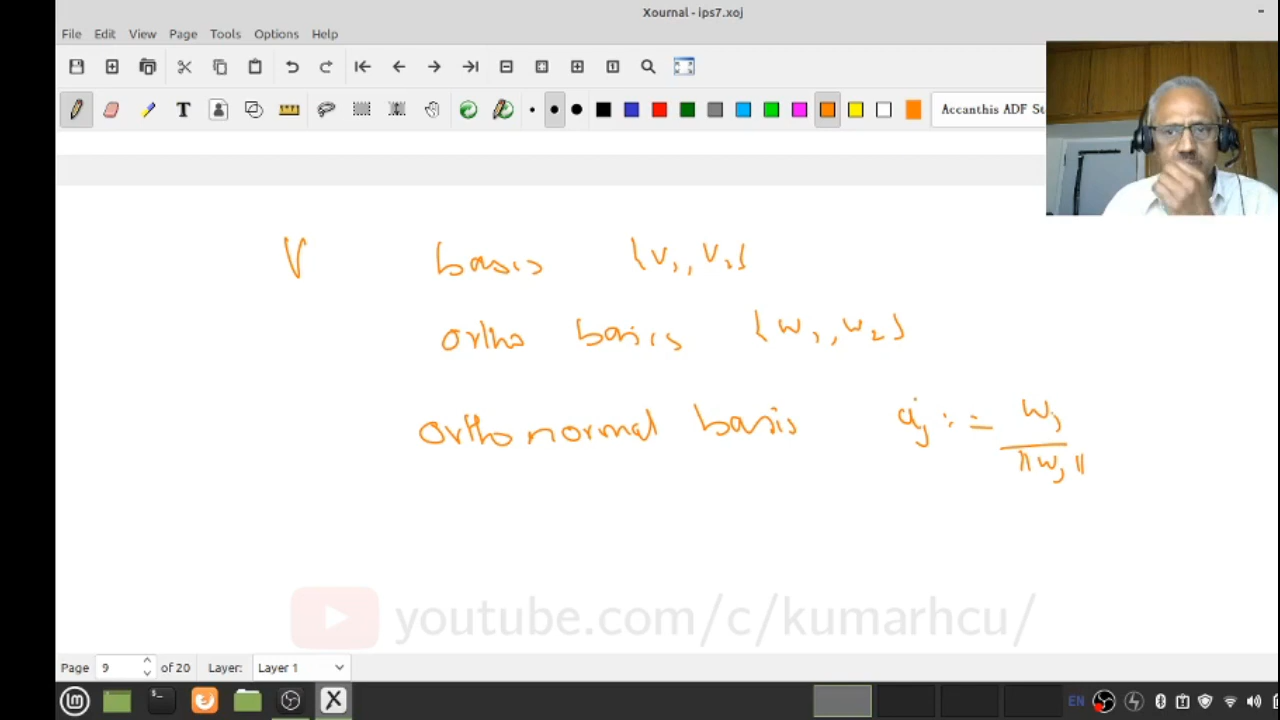 Xournal - ips7.xoj
File Edit View Page Tools Options Help
T Accanthis ADF St
V basis {v₁, v₂}
ortho basis {w₁, w₂}
orthonormal basis aⱼ := wⱼ / ||wⱼ||
youtube.com/c/kumarhcu/
Page 9 of 20 Layer: Layer 1
EN